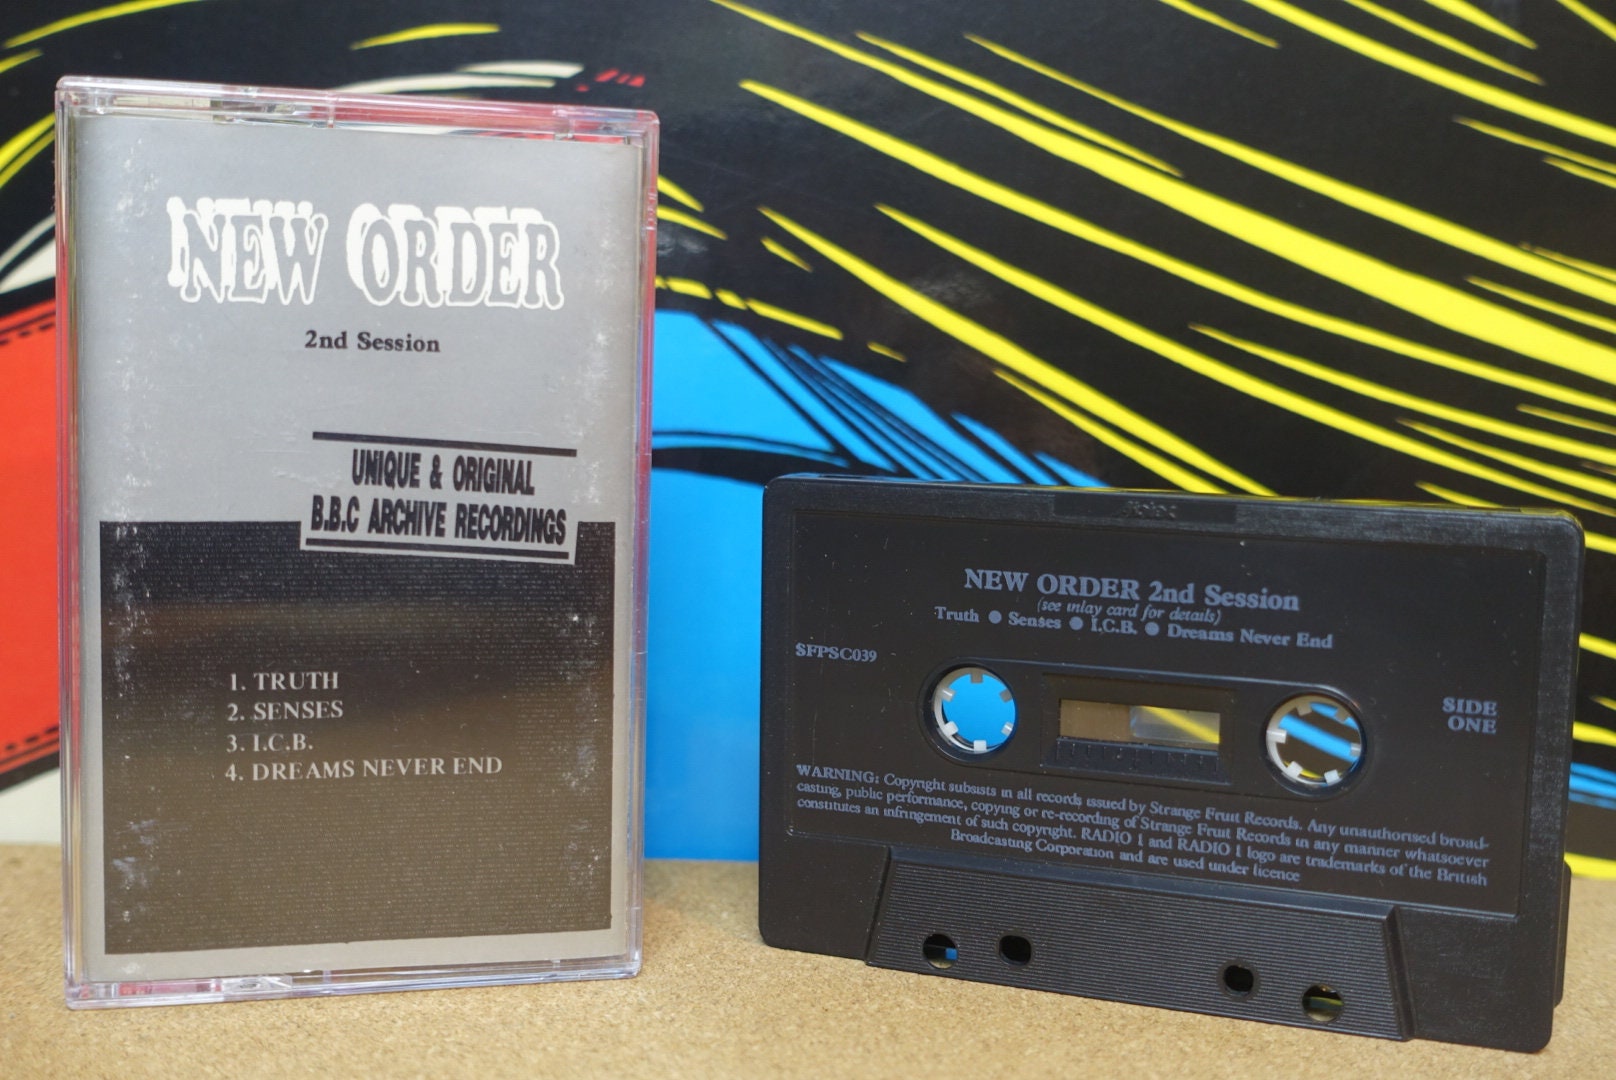 NEW ORDER
2nd Session
UNIQUE & ORIGINAL
B.B.C ARCHIVE RECORDINGS
1. TRUTH
2. SENSES
3. I.C.B.
4. DREAMS NEVER END
NEW ORDER 2nd Session
(see inlay card for details)
Truth ● Senses ● I.C.B. ● Dreams Never End
SFPSC039
SIDE
ONE
WARNING: Copyright subsists in all records issued by Strange Fruit Records. Any unauthorised broad-
casting, public performance, copying or re-recording of Strange Fruit Records in any manner whatsoever
constitutes an infringement of such copyright. RADIO 1 and RADIO 1 logo are trademarks of the British
Broadcasting Corporation and are used under licence